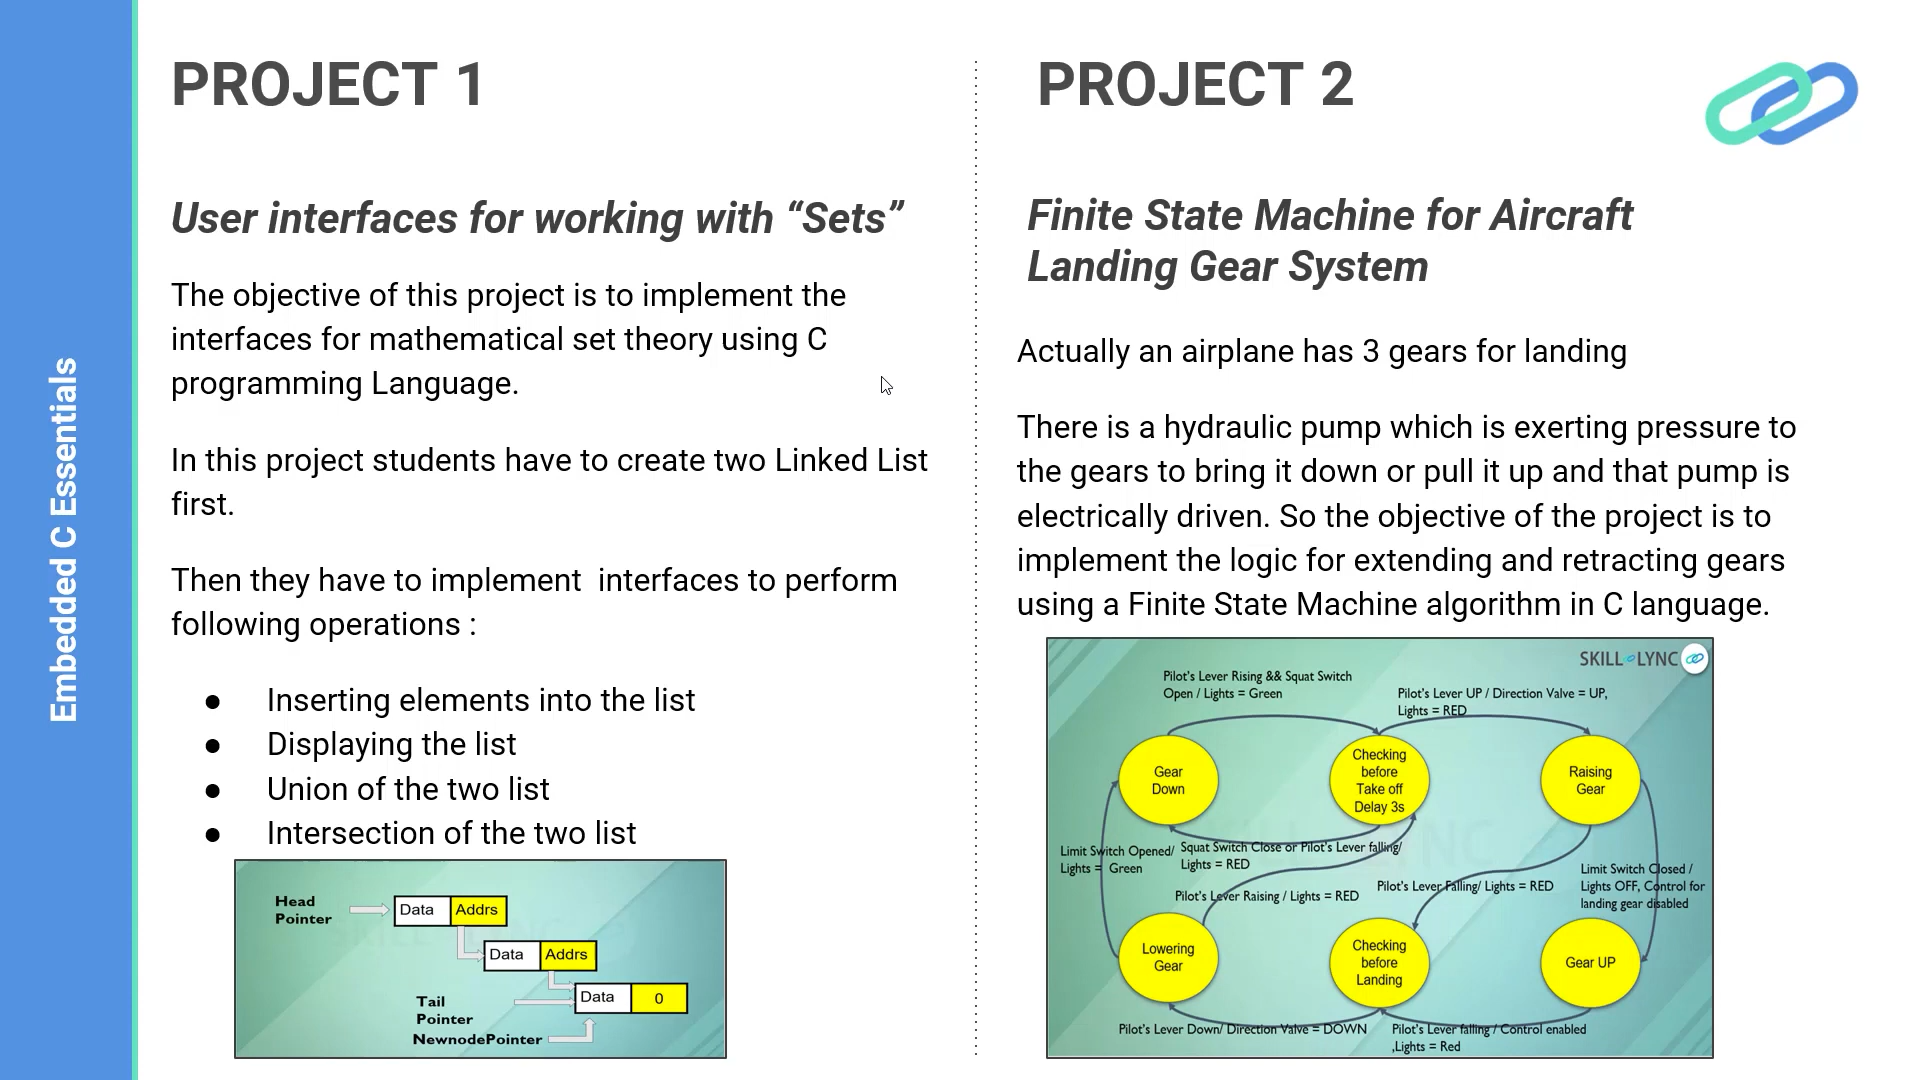 Embedded C Essentials
PROJECT 1
User interfaces for working with “Sets”
The objective of this project is to implement the
interfaces for mathematical set theory using C
programming Language.
In this project students have to create two Linked List
first.
Then they have to implement  interfaces to perform
following operations :
● Inserting elements into the list
● Displaying the list
● Union of the two list
● Intersection of the two list
Head
Pointer
Data Addrs
Data Addrs
Data 0
Tail
Pointer
NewnodePointer
PROJECT 2
Finite State Machine for Aircraft
Landing Gear System
Actually an airplane has 3 gears for landing
There is a hydraulic pump which is exerting pressure to
the gears to bring it down or pull it up and that pump is
electrically driven. So the objective of the project is to
implement the logic for extending and retracting gears
using a Finite State Machine algorithm in C language.
SKILL LYNC
Pilot's Lever Rising && Squat Switch
Open / Lights = Green
Pilot's Lever UP / Direction Valve = UP,
Lights = RED
Gear
Down
Checking
before
Take off
Delay 3s
Raising
Gear
Limit Switch Opened/
Lights = Green
Squat Switch Close or Pilot's Lever falling/
Lights = RED
Pilot's Lever Raising / Lights = RED
Pilot's Lever Falling/ Lights = RED
Limit Switch Closed /
Lights OFF, Control for
landing gear disabled
Lowering
Gear
Checking
before
Landing
Gear UP
Pilot's Lever Down/ Direction Valve = DOWN
Pilot's Lever falling / Control enabled
,Lights = Red